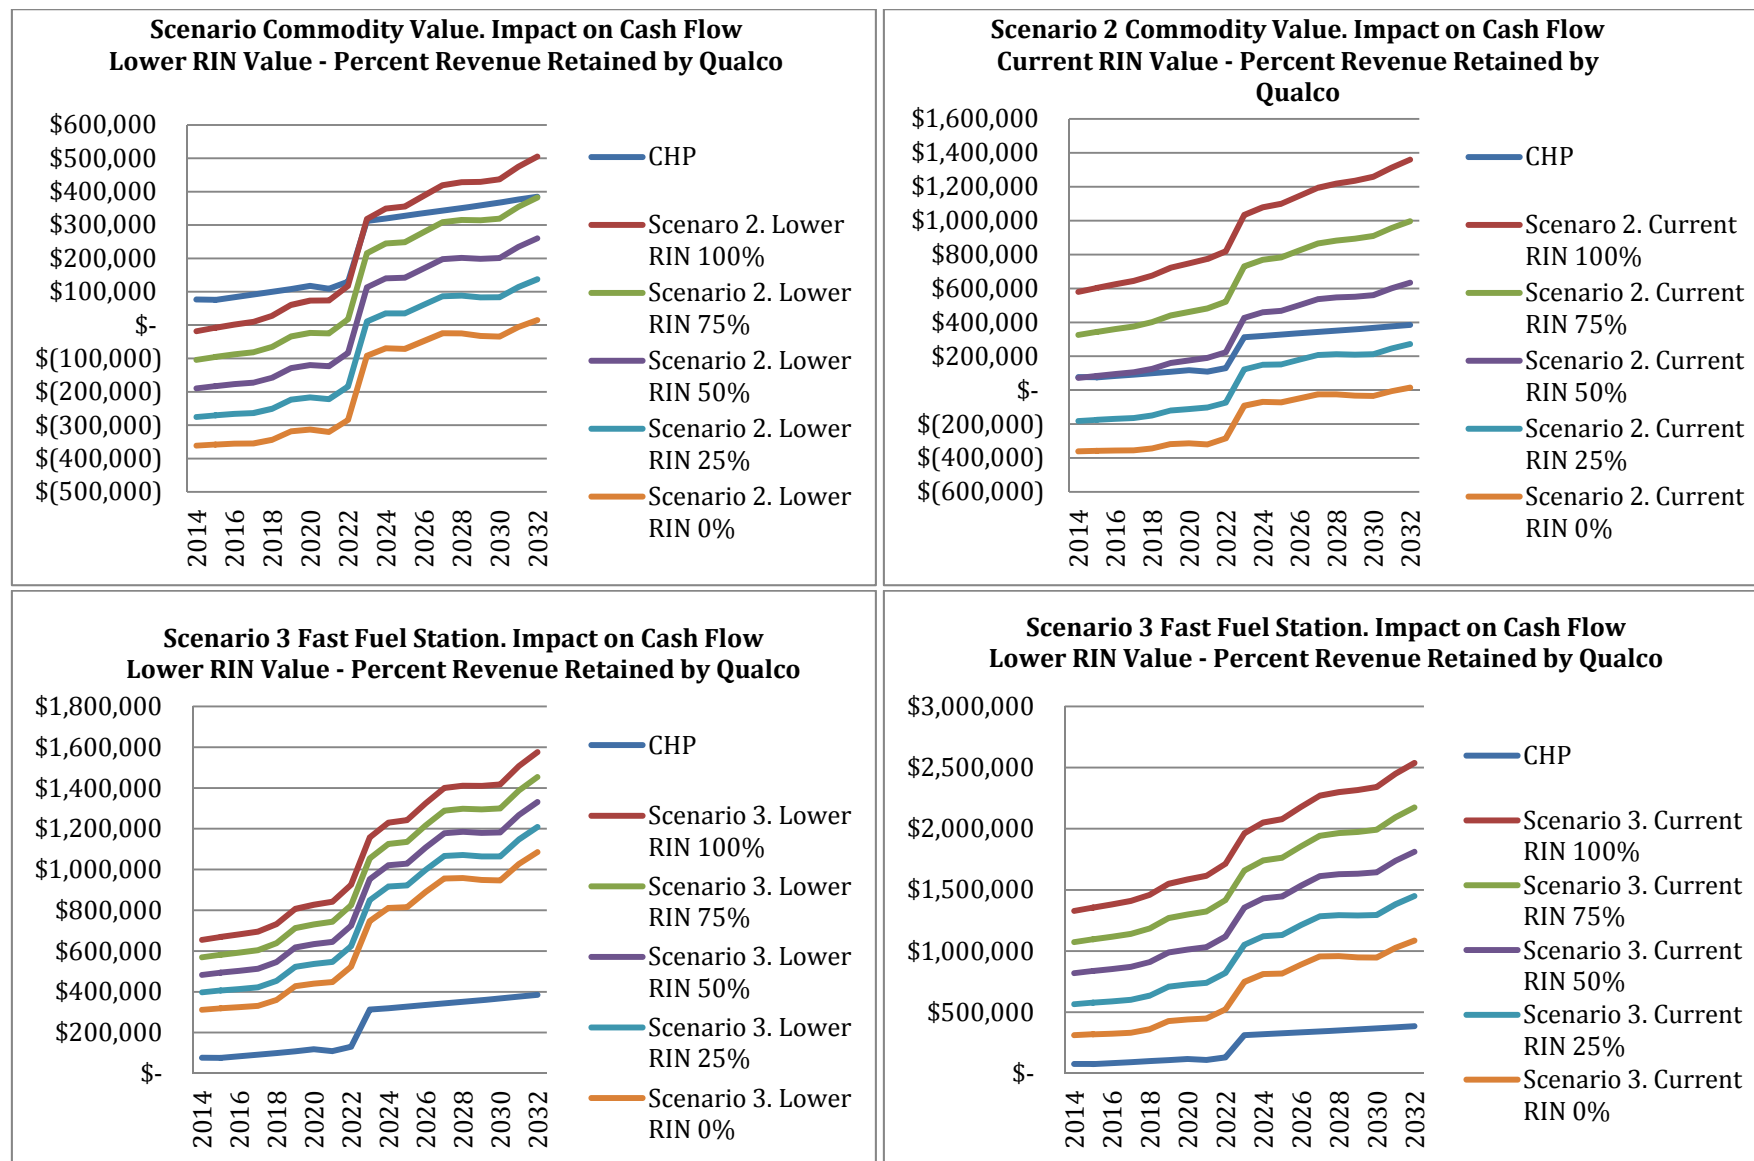 Scenario Commodity Value. Impact on Cash Flow
Lower RIN Value - Percent Revenue Retained by Qualco
$600,000
$500,000
$400,000
$300,000
$200,000
$100,000
$-
$(100,000)
$(200,000)
$(300,000)
$(400,000)
$(500,000)
2014
2016
2018
2020
2022
2024
2026
2028
2030
2032
CHP
Scenaro 2. Lower
RIN 100%
Scenario 2. Lower
RIN 75%
Scenario 2. Lower
RIN 50%
Scenario 2. Lower
RIN 25%
Scenario 2. Lower
RIN 0%
Scenario 2 Commodity Value. Impact on Cash Flow
Current RIN Value - Percent Revenue Retained by
Qualco
$1,600,000
$1,400,000
$1,200,000
$1,000,000
$800,000
$600,000
$400,000
$200,000
$-
$(200,000)
$(400,000)
$(600,000)
2014
2016
2018
2020
2022
2024
2026
2028
2030
2032
CHP
Scenaro 2. Current
RIN 100%
Scenario 2. Current
RIN 75%
Scenario 2. Current
RIN 50%
Scenario 2. Current
RIN 25%
Scenario 2. Current
RIN 0%
Scenario 3 Fast Fuel Station. Impact on Cash Flow
Lower RIN Value - Percent Revenue Retained by Qualco
$1,800,000
$1,600,000
$1,400,000
$1,200,000
$1,000,000
$800,000
$600,000
$400,000
$200,000
$-
2014
2016
2018
2020
2022
2024
2026
2028
2030
2032
CHP
Scenario 3. Lower
RIN 100%
Scenario 3. Lower
RIN 75%
Scenario 3. Lower
RIN 50%
Scenario 3. Lower
RIN 25%
Scenario 3. Lower
RIN 0%
Scenario 3 Fast Fuel Station. Impact on Cash Flow
Lower RIN Value - Percent Revenue Retained by Qualco
$3,000,000
$2,500,000
$2,000,000
$1,500,000
$1,000,000
$500,000
$-
2014
2016
2018
2020
2022
2024
2026
2028
2030
2032
CHP
Scenario 3. Current
RIN 100%
Scenario 3. Current
RIN 75%
Scenario 3. Current
RIN 50%
Scenario 3. Current
RIN 25%
Scenario 3. Current
RIN 0%